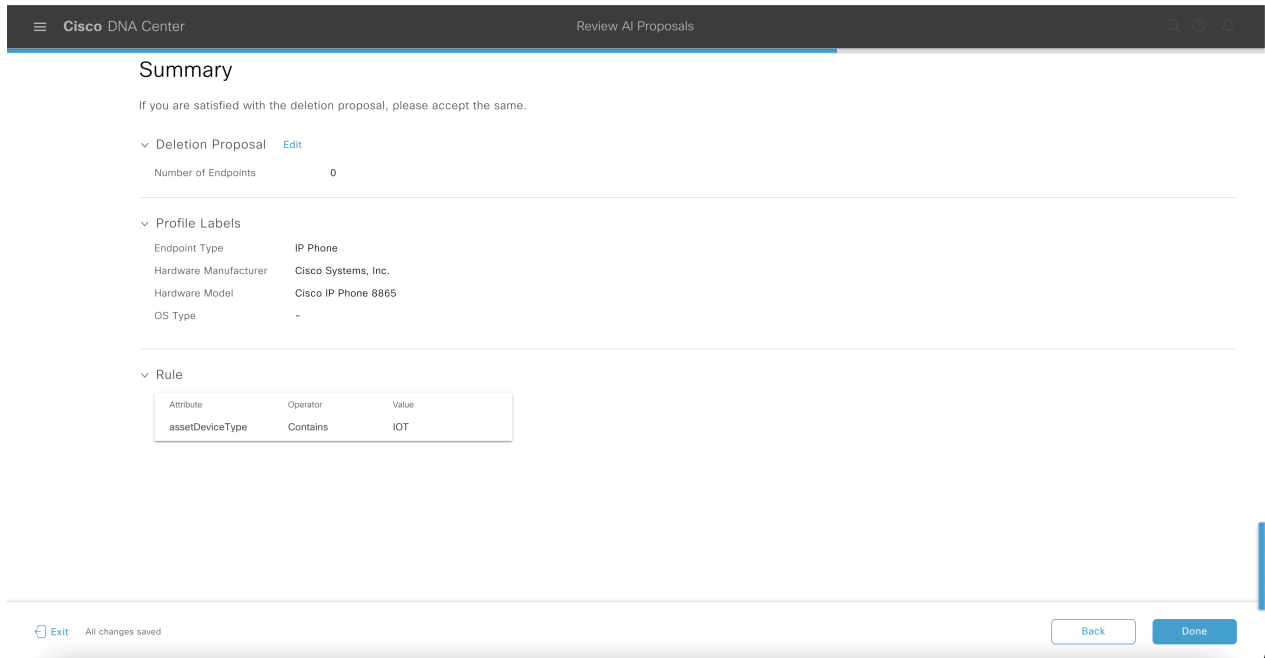 Cisco DNA Center
Review AI Proposals
Summary
If you are satisfied with the deletion proposal, please accept the same.
Deletion Proposal Edit
Number of Endpoints 0
Profile Labels
Endpoint Type IP Phone
Hardware Manufacturer Cisco Systems, Inc.
Hardware Model Cisco IP Phone 8865
OS Type -
Rule
Attribute Operator Value
assetDeviceType Contains IOT
Exit All changes saved
Back Done